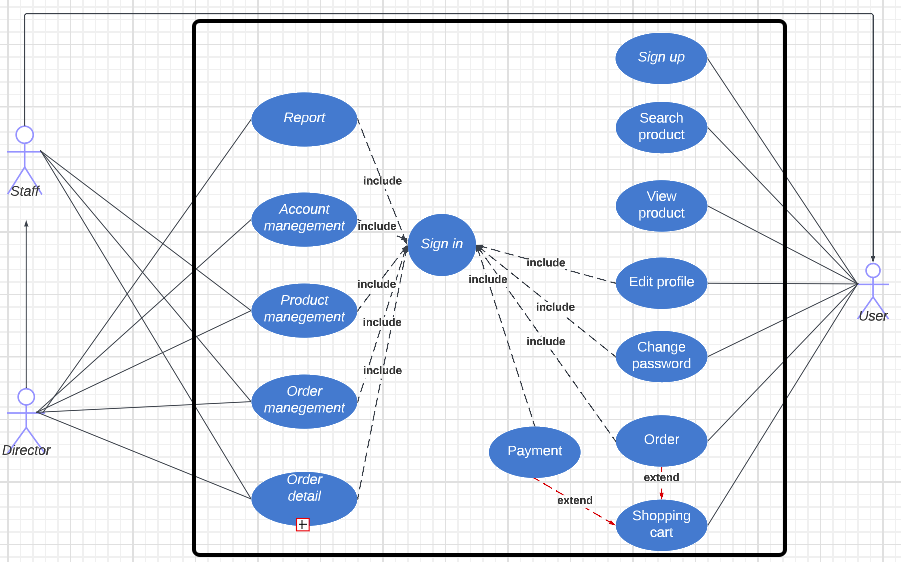 Sign up
Report
Search
product
Staff
include
Account
manegement
View
product
include
Sign in
include
Edit profile
include
include
User
Product
manegement
include
include
include
Change
password
include
Order
manegement
Order
Director
Payment
extend
Order
detail
extend
Shopping
cart